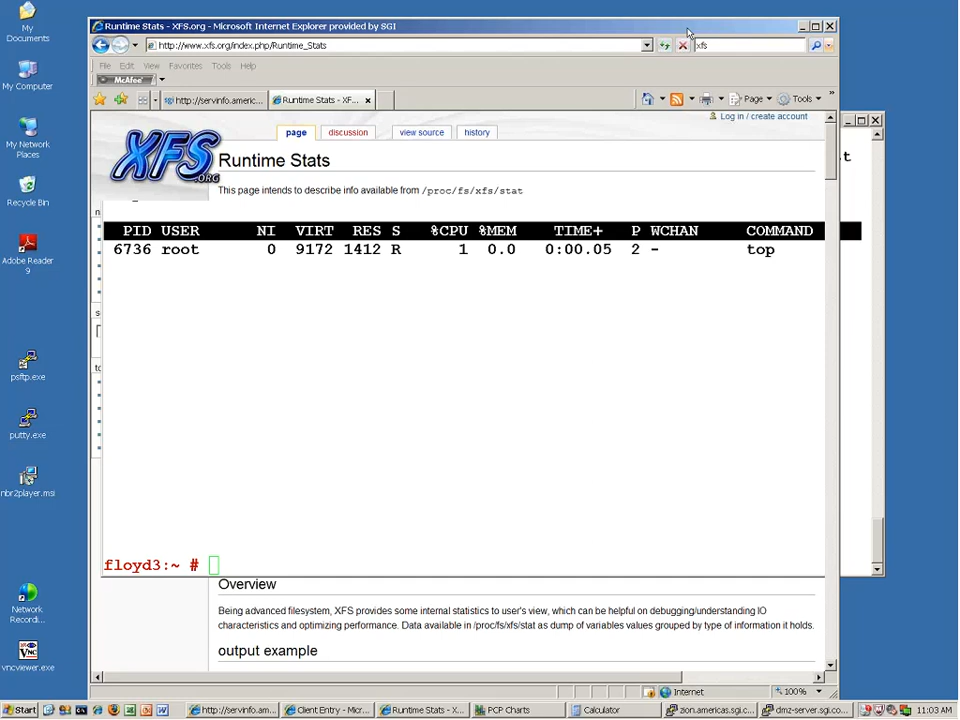 My Documents
My Computer
My Network Places
Recycle Bin
Adobe Reader 9
psftp.exe
putty.exe
nbr2player.msi
Network Recordi...
vncviewer.exe
Runtime Stats - XFS.org - Microsoft Internet Explorer provided by SGI
http://www.xfs.org/index.php/Runtime_Stats
xfs
File Edit View Favorites Tools Help
McAfee
sgi http://servinfo.americ...
Runtime Stats - XF... x
Page Tools
Log in / create account
page discussion view source history
XFS.ORG
Runtime Stats
This page intends to describe info available from /proc/fs/xfs/stat
PID USER NI VIRT RES S %CPU %MEM TIME+ P WCHAN COMMAND
6736 root 0 9172 1412 R 1 0.0 0:00.05 2 - top
floyd3:~ #
Overview
Being advanced filesystem, XFS provides some internal statistics to user's view, which can be helpful on debugging/understanding IO
characteristics and optimizing performance. Data available in /proc/fs/xfs/stat as dump of variables values grouped by type of information it holds.
output example
Internet 100%
Start
http://servinfo.am...
Client Entry - Micr...
Runtime Stats - X...
PCP Charts
Calculator
zion.americas.sgi.c...
dmz-server.sgi.co...
11:03 AM